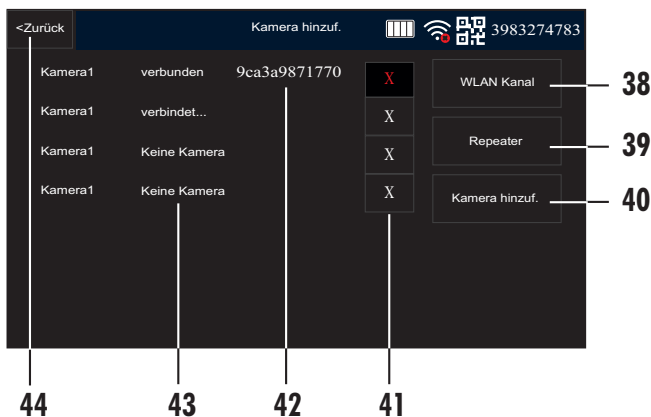 <Zurück Kamera hinzuf. 3983274783
Kamera1 verbunden 9ca3a9871770 X WLAN Kanal 38
Kamera1 verbindet... X
Repeater 39
Kamera1 Keine Kamera X
Kamera1 Keine Kamera X Kamera hinzuf. 40
44 43 42 41